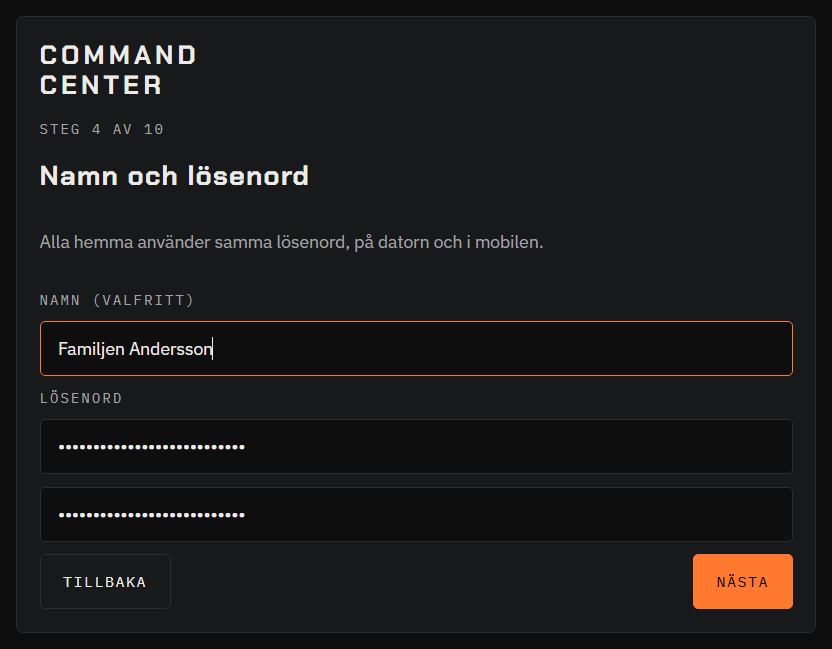 COMMAND
CENTER
STEG 4 AV 10
Namn och lösenord
Alla hemma använder samma lösenord, på datorn och i mobilen.
NAMN (VALFRITT)
Familjen Andersson
LÖSENORD
•••••••••••••••••••••••••••
•••••••••••••••••••••••••••
TILLBAKA
NÄSTA